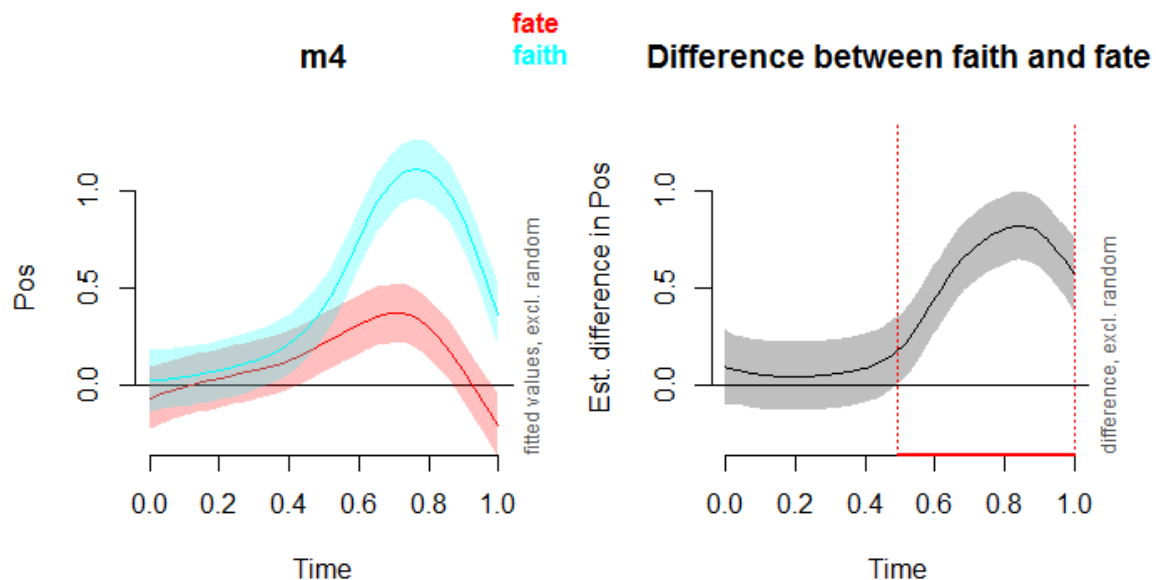 fate
faith
m4
Pos
1.0
0.5
0.0
fitted values, excl. random
0.0 0.2 0.4 0.6 0.8 1.0
Time
Difference between faith and fate
Est. difference in Pos
1.0
0.5
0.0
difference, excl. random
0.0 0.2 0.4 0.6 0.8 1.0
Time